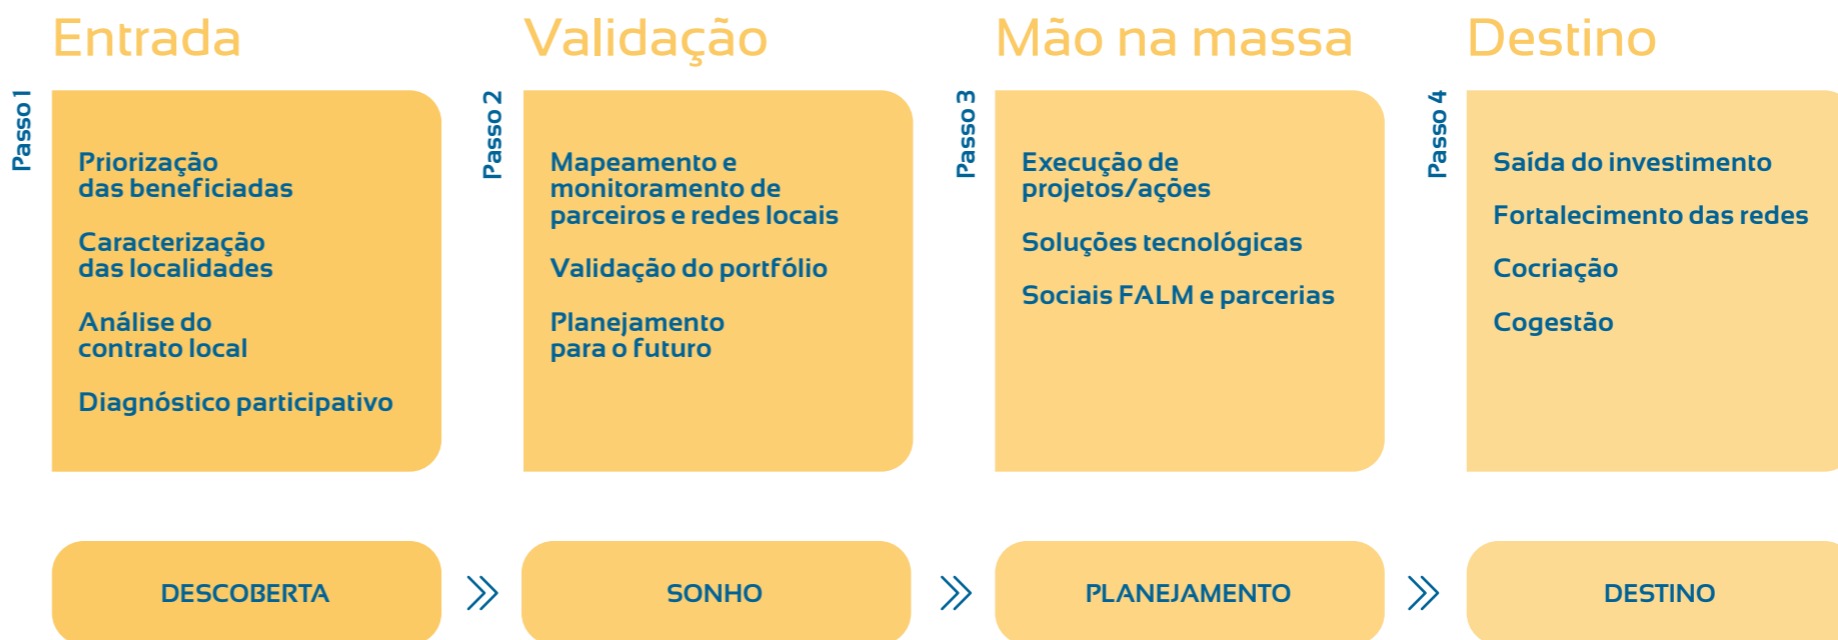 Entrada
Passo 1
Priorização
das beneficiadas
Caracterização
das localidades
Análise do
contrato local
Diagnóstico participativo
DESCOBERTA
Validação
Passo 2
Mapeamento e
monitoramento de
parceiros e redes locais
Validação do portfólio
Planejamento
para o futuro
SONHO
Mão na massa
Passo 3
Execução de
projetos/ações
Soluções tecnológicas
Sociais FALM e parcerias
PLANEJAMENTO
Destino
Passo 4
Saída do investimento
Fortalecimento das redes
Cocriação
Cogestão
DESTINO